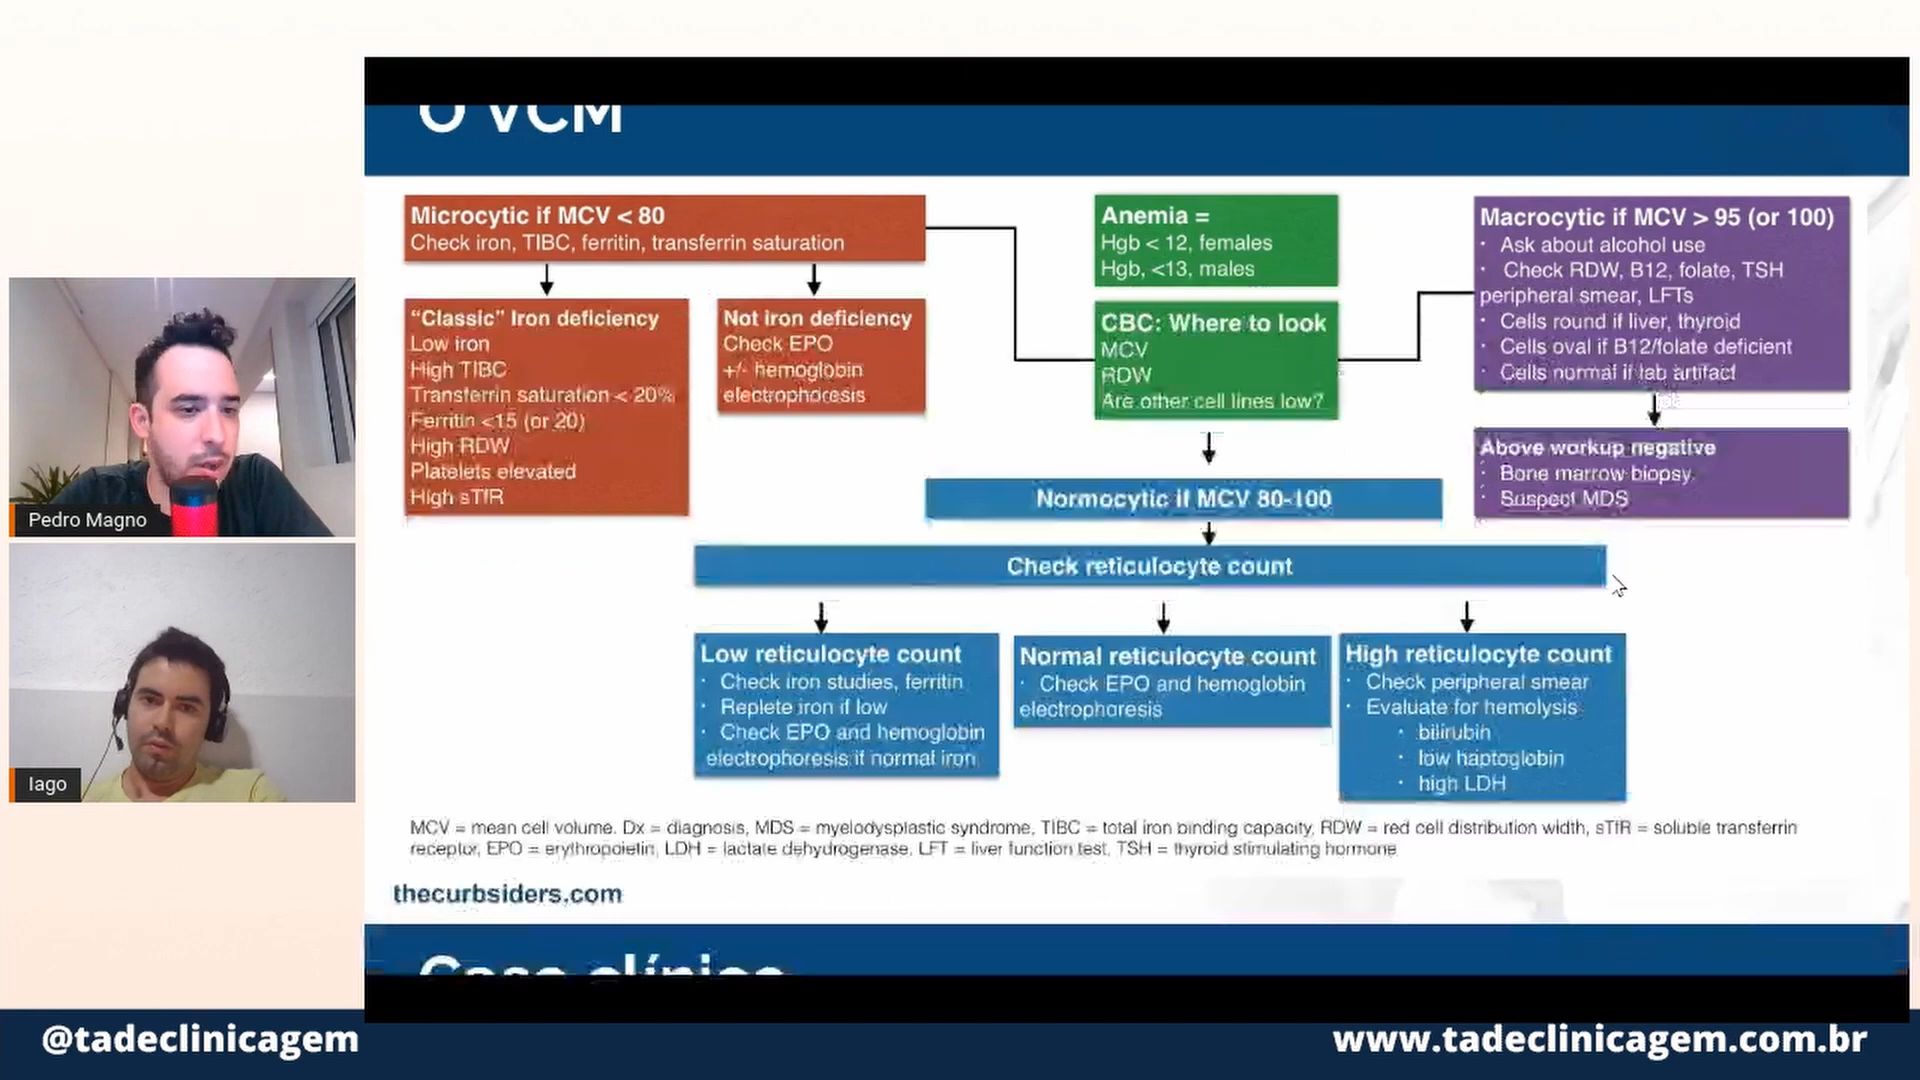 O VCM
Microcytic if MCV < 80
Check iron, TIBC, ferritin, transferrin saturation
"Classic" Iron deficiency
Low iron
High TIBC
Transferrin saturation < 20%
Ferritin <15 (or 20)
High RDW
Platelets elevated
High sTfR
Not iron deficiency
Check EPO
+/- hemoglobin
electrophoresis
Anemia =
Hgb < 12, females
Hgb, <13, males
CBC: Where to look
MCV
RDW
Are other cell lines low?
Macrocytic if MCV > 95 (or 100)
· Ask about alcohol use
· Check RDW, B12, folate, TSH
peripheral smear, LFTs
· Cells round if liver, thyroid
· Cells oval if B12/folate deficient
· Cells normal if lab artifact
Above workup negative
· Bone marrow biopsy
· Suspect MDS
Normocytic if MCV 80-100
Check reticulocyte count
Low reticulocyte count
· Check iron studies, ferritin
· Replete iron if low
· Check EPO and hemoglobin
electrophoresis if normal iron
Normal reticulocyte count
· Check EPO and hemoglobin
electrophoresis
High reticulocyte count
· Check peripheral smear
· Evaluate for hemolysis
· bilirubin
· low haptoglobin
· high LDH
MCV = mean cell volume. Dx = diagnosis, MDS = myelodysplastic syndrome, TIBC = total iron binding capacity, RDW = red cell distribution width, sTfR = soluble transferrin
receptor, EPO = erythropoietin, LDH = lactate dehydrogenase, LFT = liver function test, TSH = thyroid stimulating hormone
thecurbsiders.com
Caso clínico
Pedro Magno
Iago
@tadeclinicagem
www.tadeclinicagem.com.br